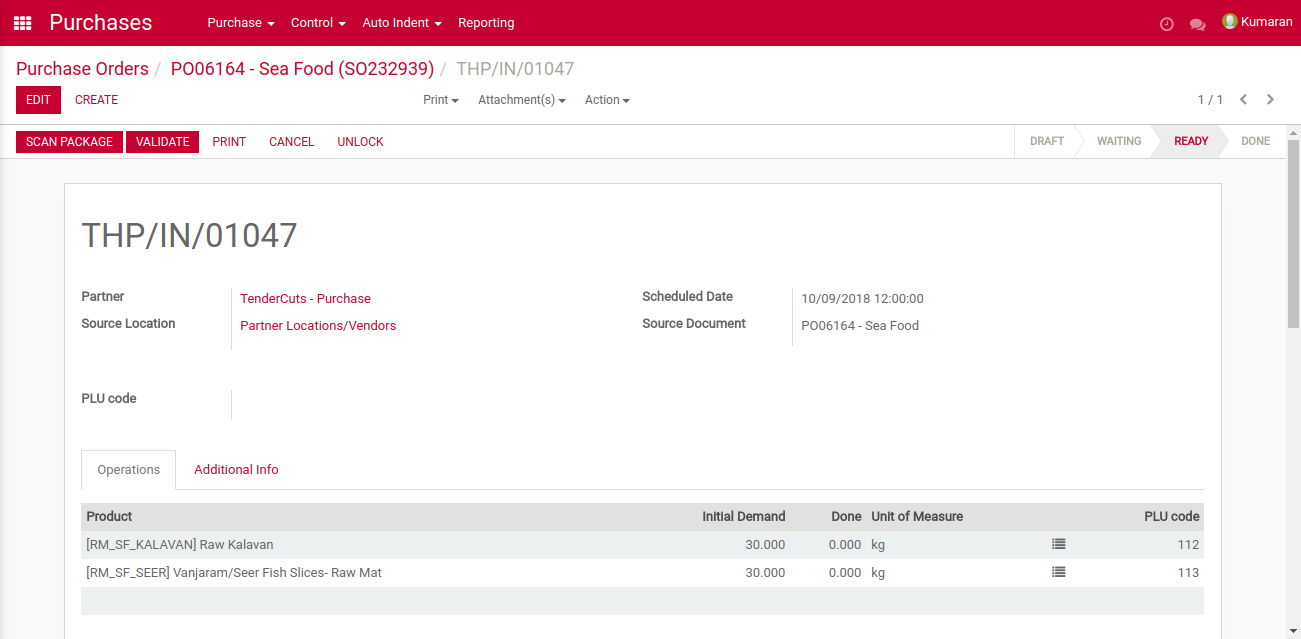 Purchases Purchase Control Auto Indent Reporting Kumaran
Purchase Orders / PO06164 - Sea Food (SO232939) / THP/IN/01047
EDIT CREATE Print Attachment(s) Action 1 / 1
SCAN PACKAGE VALIDATE PRINT CANCEL UNLOCK DRAFT WAITING READY DONE
THP/IN/01047
Partner TenderCuts - Purchase Scheduled Date 10/09/2018 12:00:00
Source Location Partner Locations/Vendors Source Document PO06164 - Sea Food
PLU code
Operations Additional Info
Product Initial Demand Done Unit of Measure PLU code
[RM_SF_KALAVAN] Raw Kalavan 30.000 0.000 kg 112
[RM_SF_SEER] Vanjaram/Seer Fish Slices- Raw Mat 30.000 0.000 kg 113